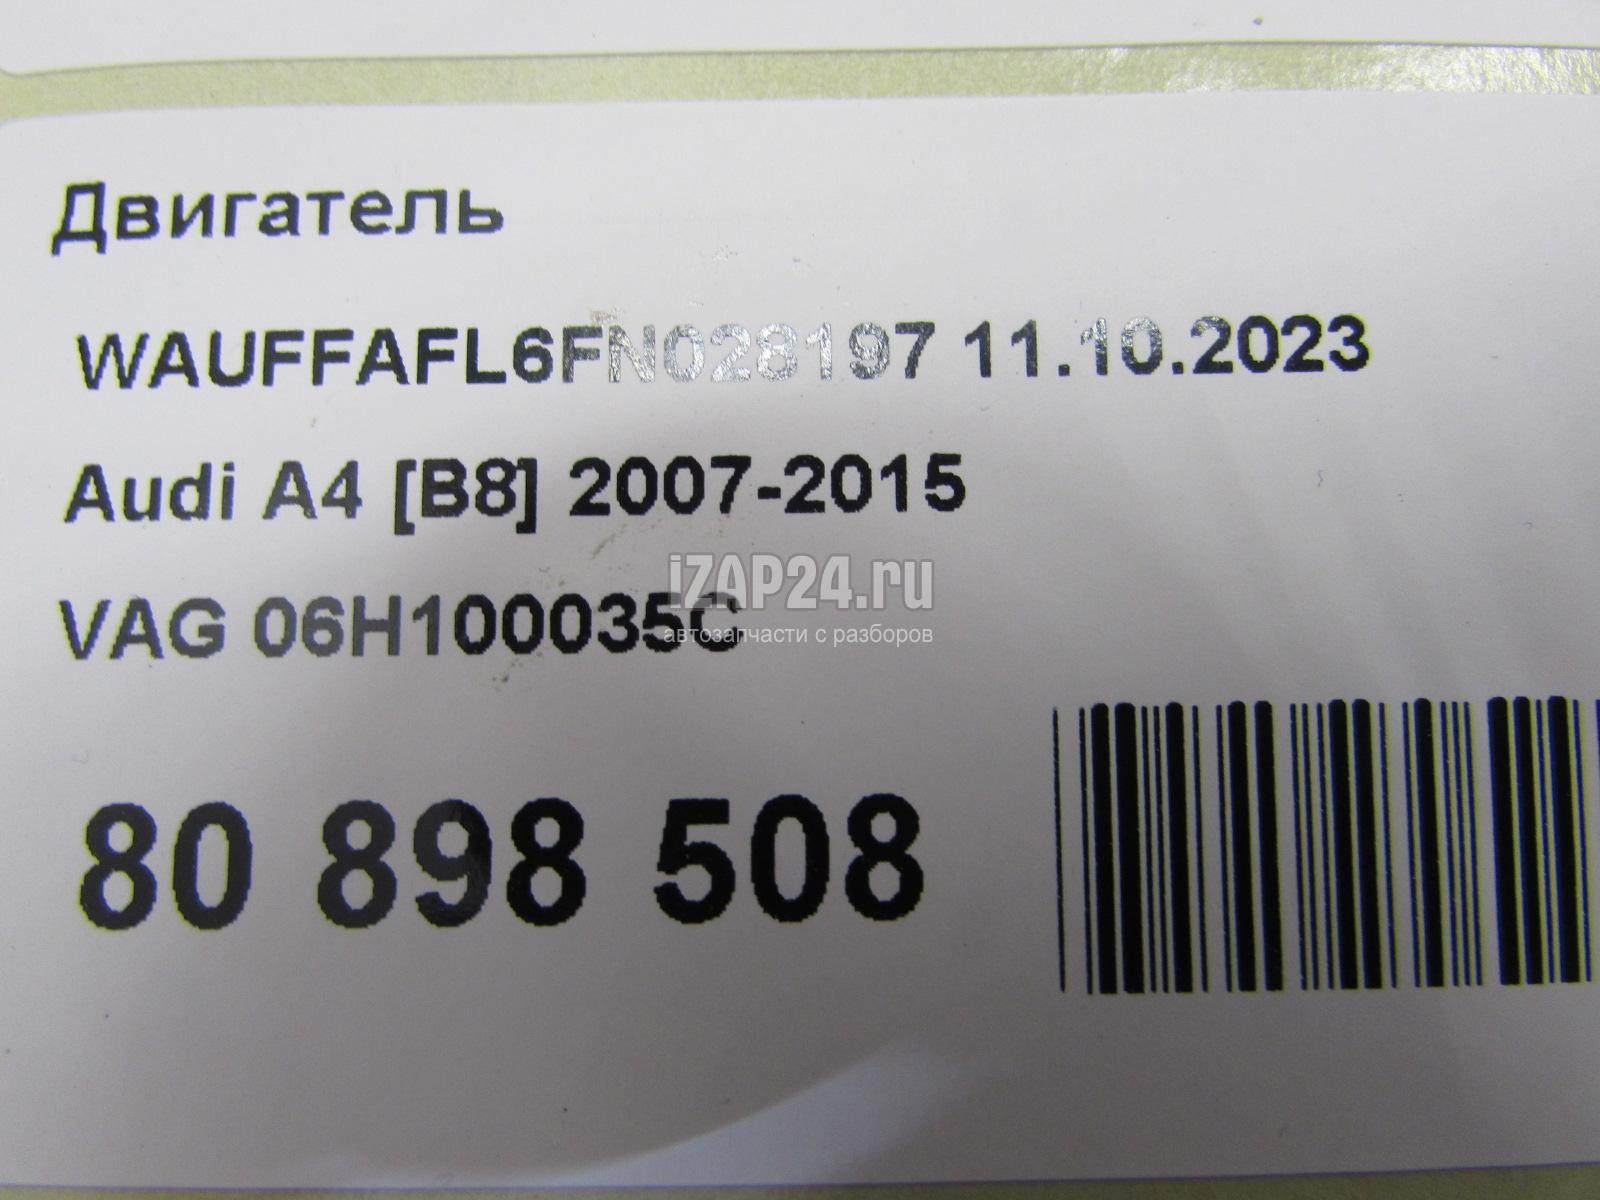 Двигатель
WAUFFAFL6FN028197 11.10.2023
Audi A4 [B8] 2007-2015
iZAP24.ru
VAG 06H100035C
автозапчасти с разборов
80 898 508